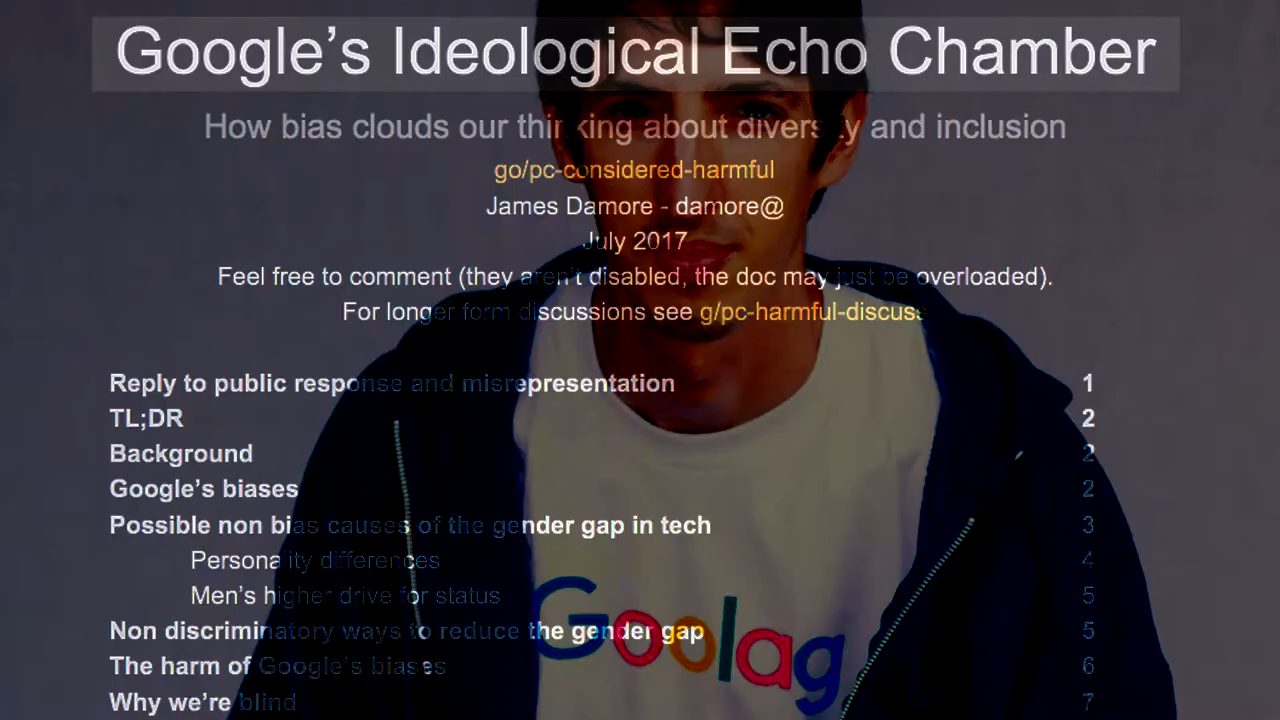 Google’s Ideological Echo Chamber
How bias clouds our thinking about diversity and inclusion
go/pc-considered-harmful
James Damore - damore@
July 2017
Feel free to comment (they aren’t disabled, the doc may just be overloaded).
For longer form discussions see g/pc-harmful-discuss
Reply to public response and misrepresentation 1
TL;DR 2
Background 2
Google’s biases 2
Possible non bias causes of the gender gap in tech 3
Personality differences 4
Men’s higher drive for status 5
Non discriminatory ways to reduce the gender gap 5
The harm of Google’s biases 6
Why we’re blind 7
Goolag